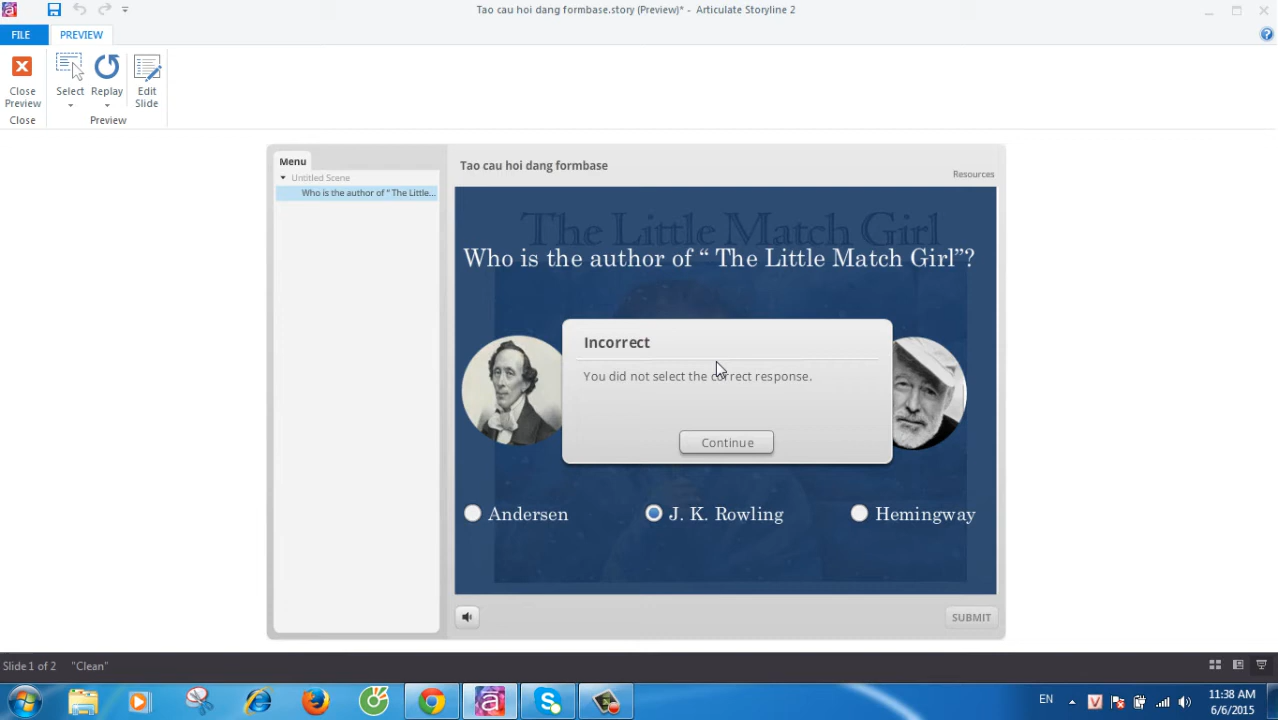 Tao cau hoi dang formbase.story (Preview)* - Articulate Storyline 2
FILE
PREVIEW
Close
Preview
Select
Replay
Edit
Slide
Close
Preview
Menu
Untitled Scene
Who is the author of “ The Little...
Tao cau hoi dang formbase
Resources
The Little Match Girl
Who is the author of “ The Little Match Girl”?
Incorrect
You did not select the correct response.
Continue
Andersen
J. K. Rowling
Hemingway
SUBMIT
Slide 1 of 2
"Clean"
EN
11:38 AM
6/6/2015